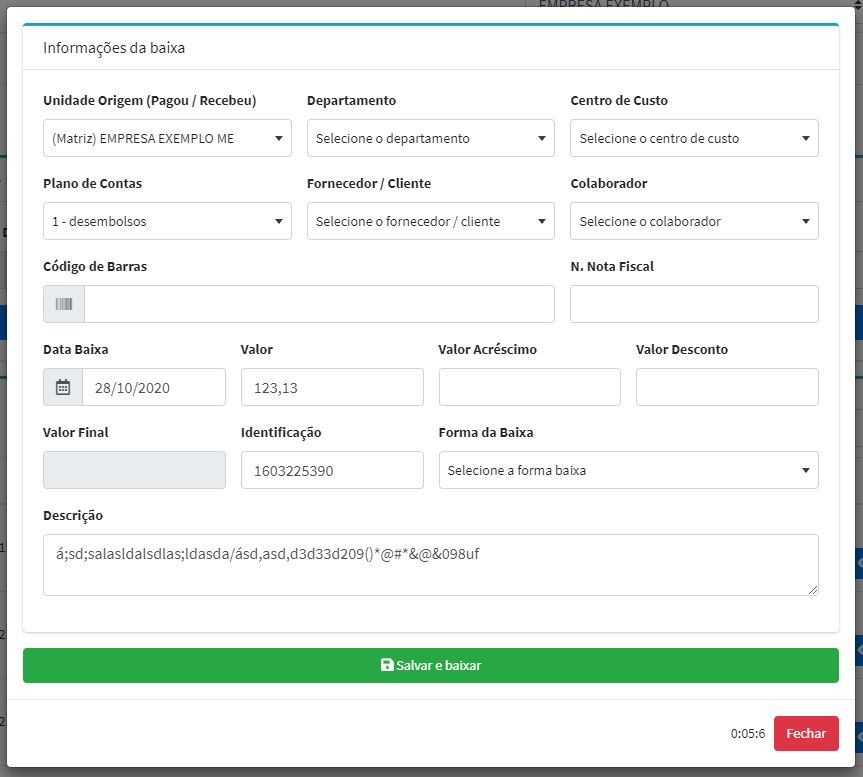 EMPRESA EXEMPLO
Informações da baixa
Unidade Origem (Pagou / Recebeu) Departamento Centro de Custo
(Matriz) EMPRESA EXEMPLO ME Selecione o departamento Selecione o centro de custo
Plano de Contas Fornecedor / Cliente Colaborador
1 - desembolsos Selecione o fornecedor / cliente Selecione o colaborador
Código de Barras N. Nota Fiscal
Data Baixa Valor Valor Acréscimo Valor Desconto
28/10/2020 123,13
Valor Final Identificação Forma da Baixa
1603225390 Selecione a forma baixa
Descrição
á;sd;salasldalsdlas;ldasda/ásd,asd,d3d33d209()*@#*&@&098uf
Salvar e baixar
0:05:6 Fechar